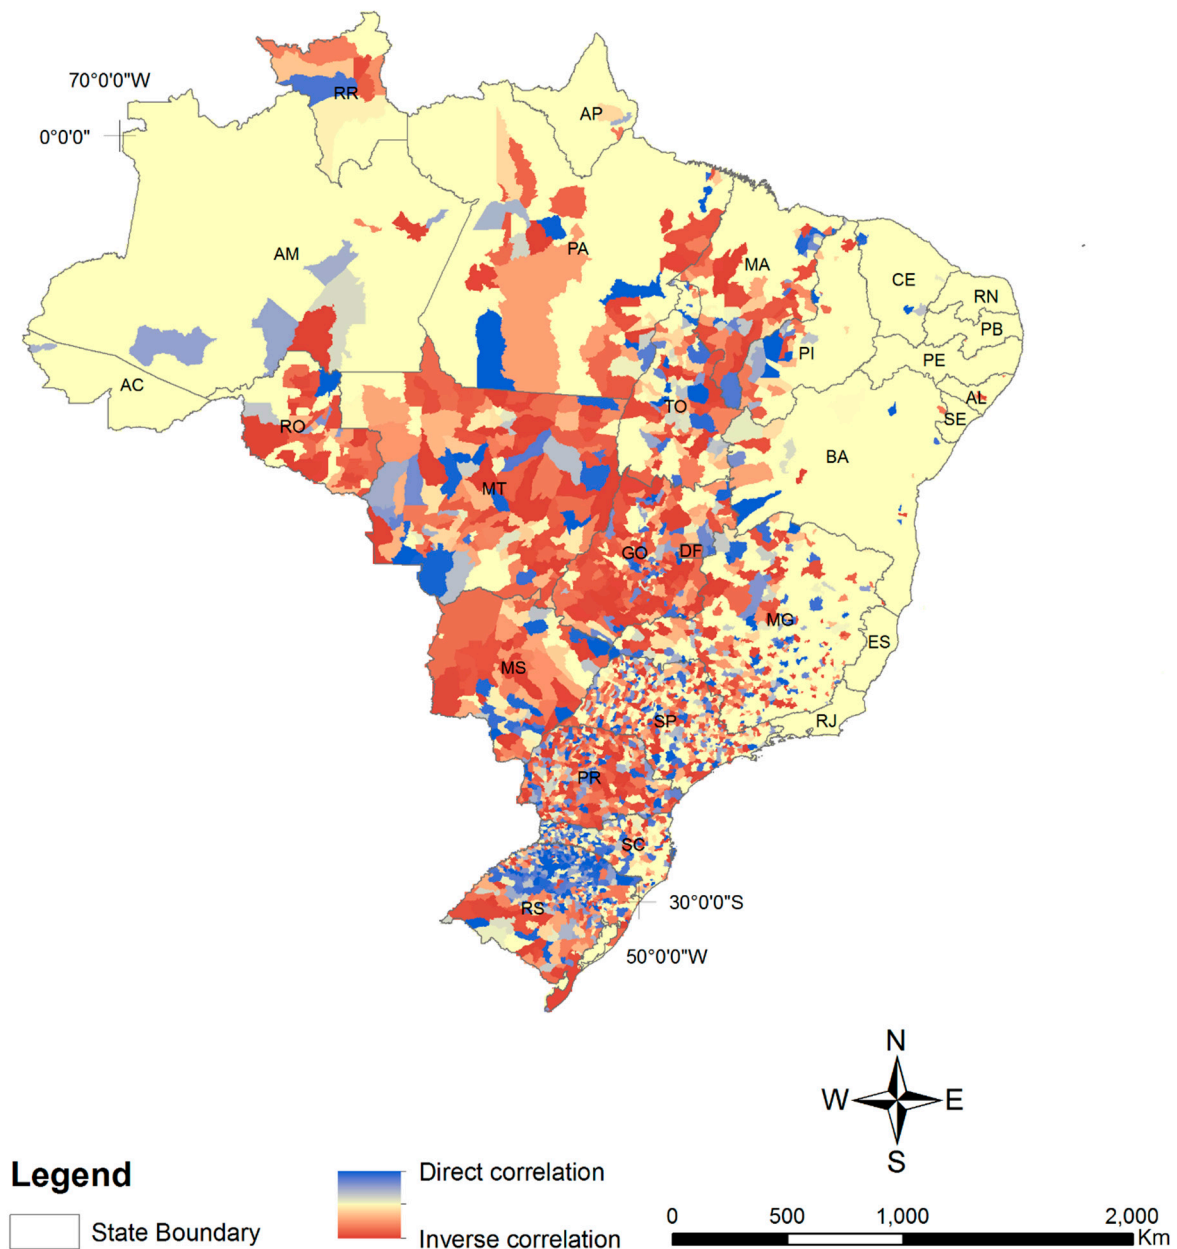 70°0'0"W
RR
AP
0°0'0"
AM
PA
MA
CE
RN
PB
PI
PE
AC
AL
TO
SE
RO
BA
MT
GO
DF
MG
ES
MS
SP
RJ
PR
SC
30°0'0"S
RS
50°0'0"W
N
W
E
S
Legend
Direct correlation
State Boundary
Inverse correlation
0
500
1,000
2,000
Km